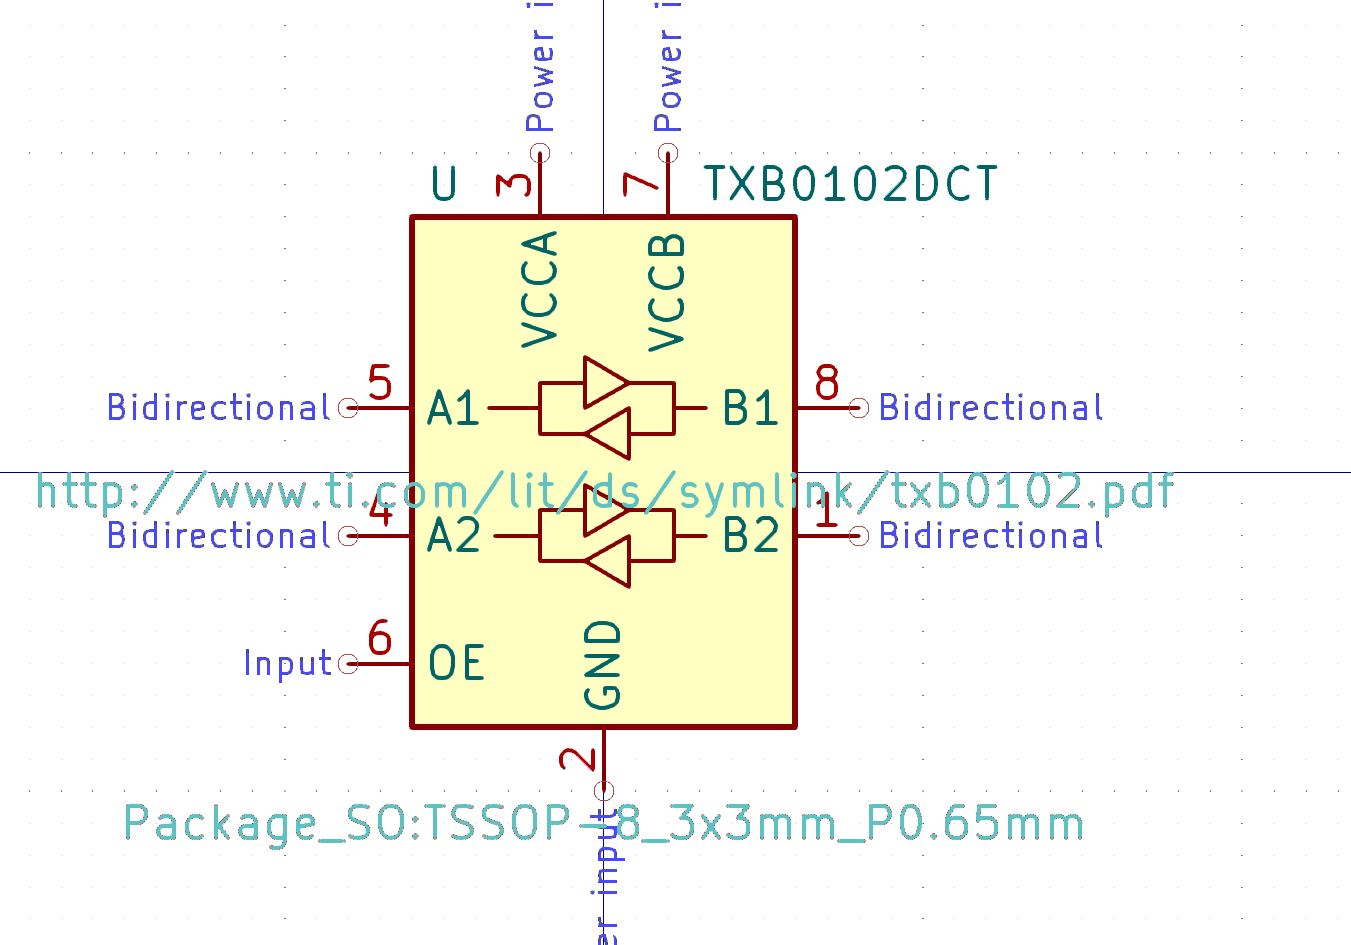 Power i
Power i
U
3
7
TXB0102DCT
VCCA
VCCB
Bidirectional
5
A1
B1
8
Bidirectional
http://www.ti.com/lit/ds/symlink/txb0102.pdf
Bidirectional
4
A2
B2
1
Bidirectional
Input
6
OE
GND
2
Package_SO:TSSOP-8_3x3mm_P0.65mm
er input